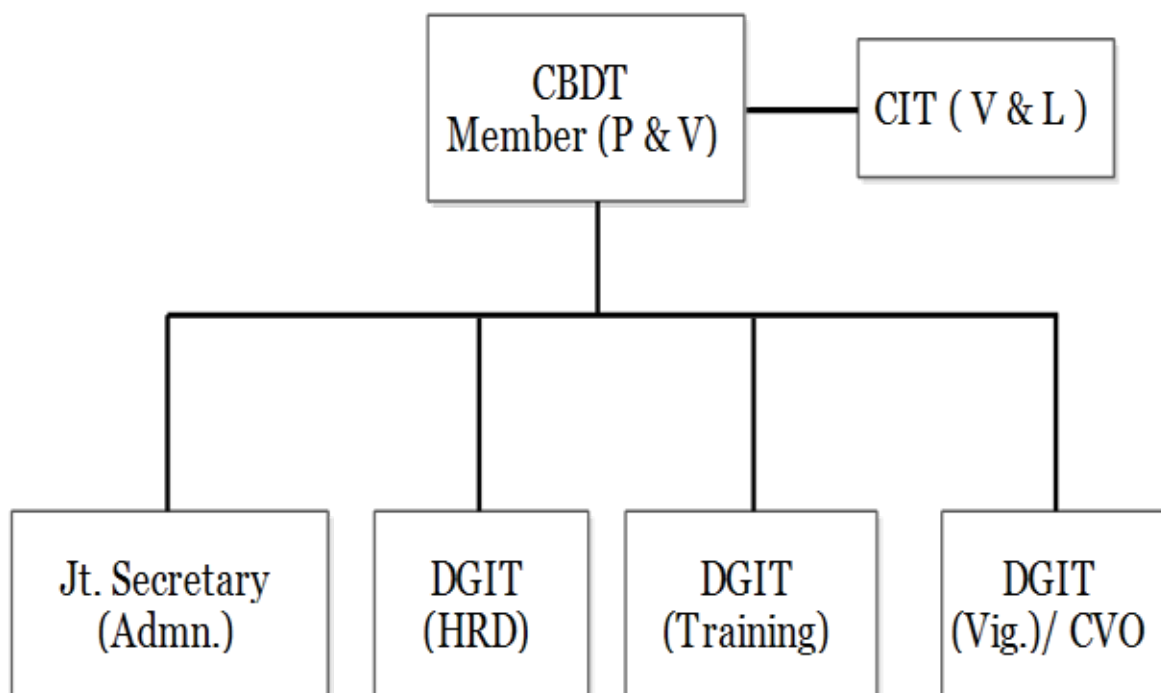 CBDT
Member (P & V)
CIT ( V & L )
Jt. Secretary
(Admn.)
DGIT
(HRD)
DGIT
(Training)
DGIT
(Vig.)/ CVO